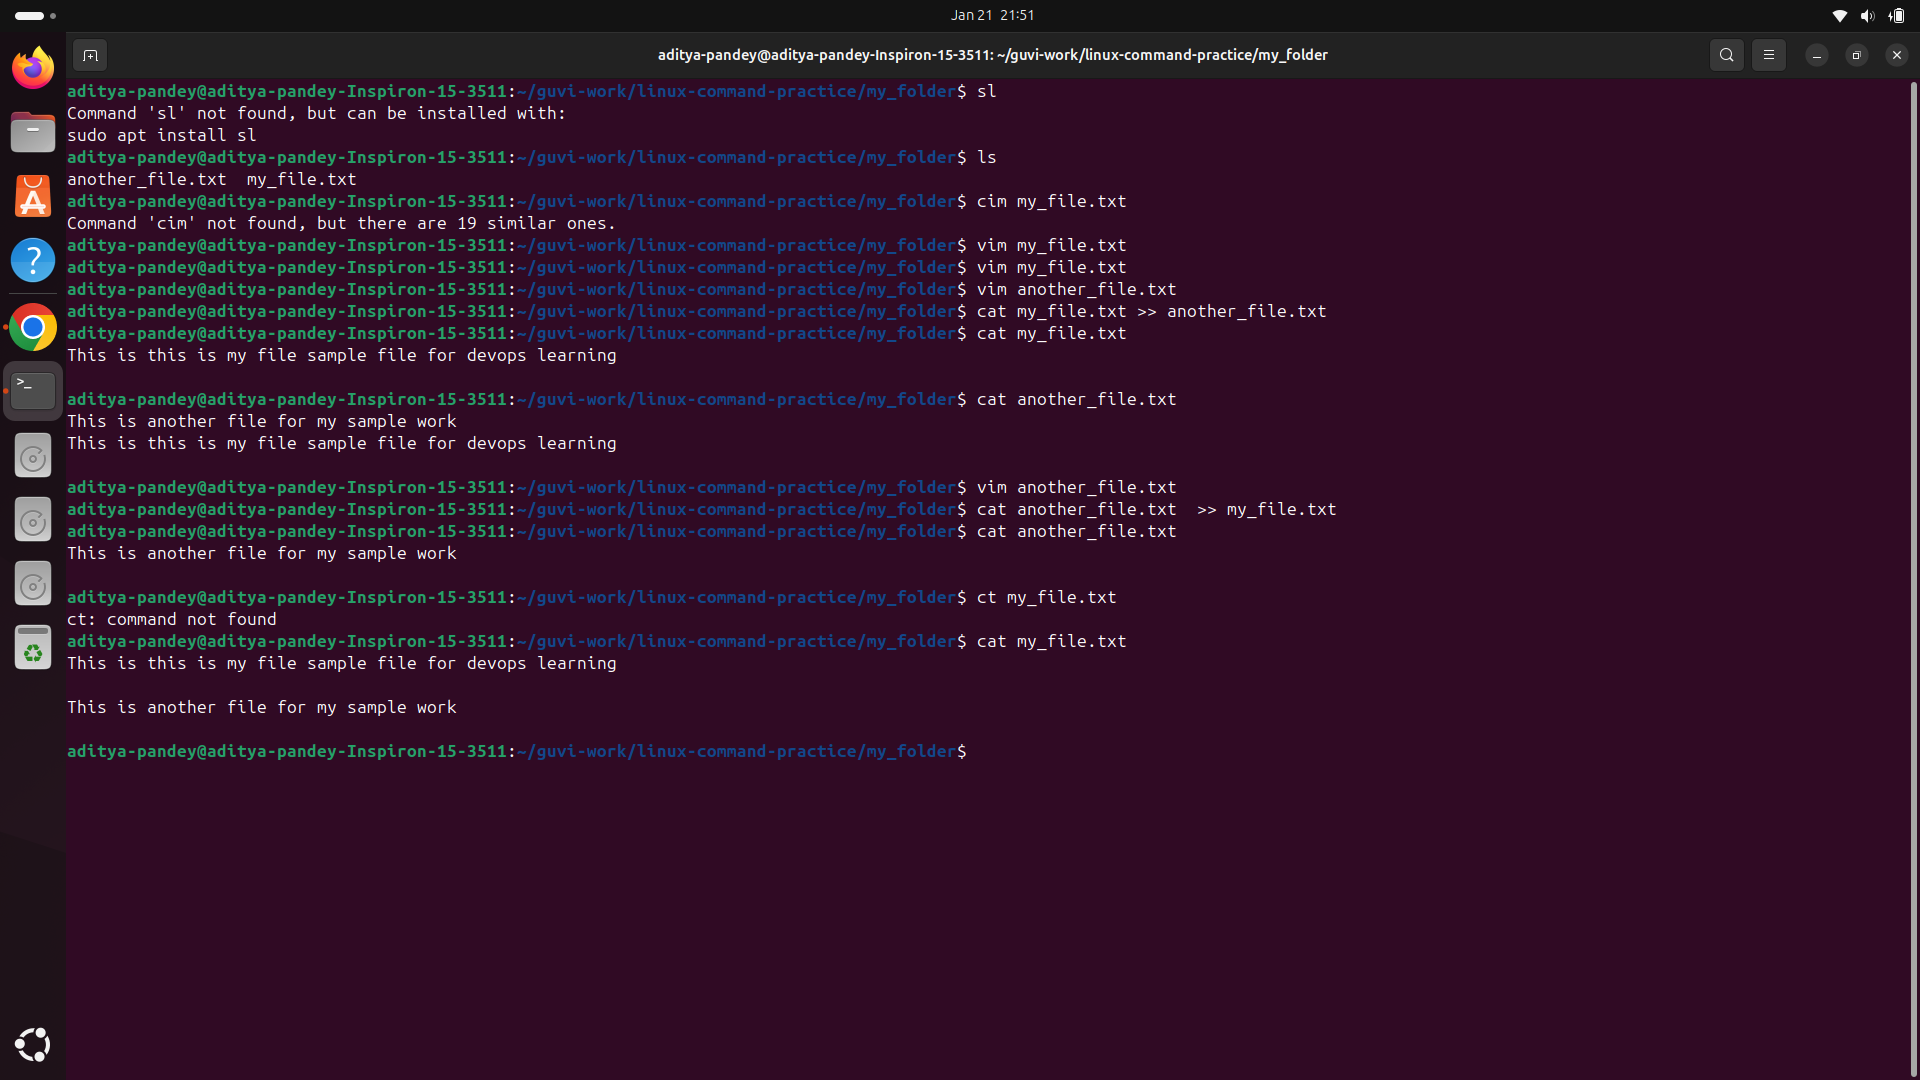 Jan 21 21:51
aditya-pandey@aditya-pandey-Inspiron-15-3511: ~/guvi-work/linux-command-practice/my_folder
aditya-pandey@aditya-pandey-Inspiron-15-3511:~/guvi-work/linux-command-practice/my_folder$ sl
Command 'sl' not found, but can be installed with:
sudo apt install sl
aditya-pandey@aditya-pandey-Inspiron-15-3511:~/guvi-work/linux-command-practice/my_folder$ ls
another_file.txt  my_file.txt
aditya-pandey@aditya-pandey-Inspiron-15-3511:~/guvi-work/linux-command-practice/my_folder$ cim my_file.txt
Command 'cim' not found, but there are 19 similar ones.
aditya-pandey@aditya-pandey-Inspiron-15-3511:~/guvi-work/linux-command-practice/my_folder$ vim my_file.txt
aditya-pandey@aditya-pandey-Inspiron-15-3511:~/guvi-work/linux-command-practice/my_folder$ vim my_file.txt
aditya-pandey@aditya-pandey-Inspiron-15-3511:~/guvi-work/linux-command-practice/my_folder$ vim another_file.txt
aditya-pandey@aditya-pandey-Inspiron-15-3511:~/guvi-work/linux-command-practice/my_folder$ cat my_file.txt >> another_file.txt
aditya-pandey@aditya-pandey-Inspiron-15-3511:~/guvi-work/linux-command-practice/my_folder$ cat my_file.txt
This is this is my file sample file for devops learning
aditya-pandey@aditya-pandey-Inspiron-15-3511:~/guvi-work/linux-command-practice/my_folder$ cat another_file.txt
This is another file for my sample work
This is this is my file sample file for devops learning
aditya-pandey@aditya-pandey-Inspiron-15-3511:~/guvi-work/linux-command-practice/my_folder$ vim another_file.txt
aditya-pandey@aditya-pandey-Inspiron-15-3511:~/guvi-work/linux-command-practice/my_folder$ cat another_file.txt  >> my_file.txt
aditya-pandey@aditya-pandey-Inspiron-15-3511:~/guvi-work/linux-command-practice/my_folder$ cat another_file.txt
This is another file for my sample work
aditya-pandey@aditya-pandey-Inspiron-15-3511:~/guvi-work/linux-command-practice/my_folder$ ct my_file.txt
ct: command not found
aditya-pandey@aditya-pandey-Inspiron-15-3511:~/guvi-work/linux-command-practice/my_folder$ cat my_file.txt
This is this is my file sample file for devops learning
This is another file for my sample work
aditya-pandey@aditya-pandey-Inspiron-15-3511:~/guvi-work/linux-command-practice/my_folder$